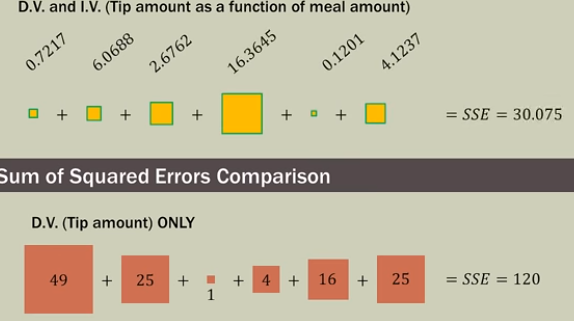 D.V. and I.V. (Tip amount as a function of meal amount)
0.7217 6.0688 2.6762 16.3645 0.1201 4.1237
+ + + + + = SSE = 30.075
Sum of Squared Errors Comparison
D.V. (Tip amount) ONLY
49 + 25 + 1 + 4 + 16 + 25 = SSE = 120